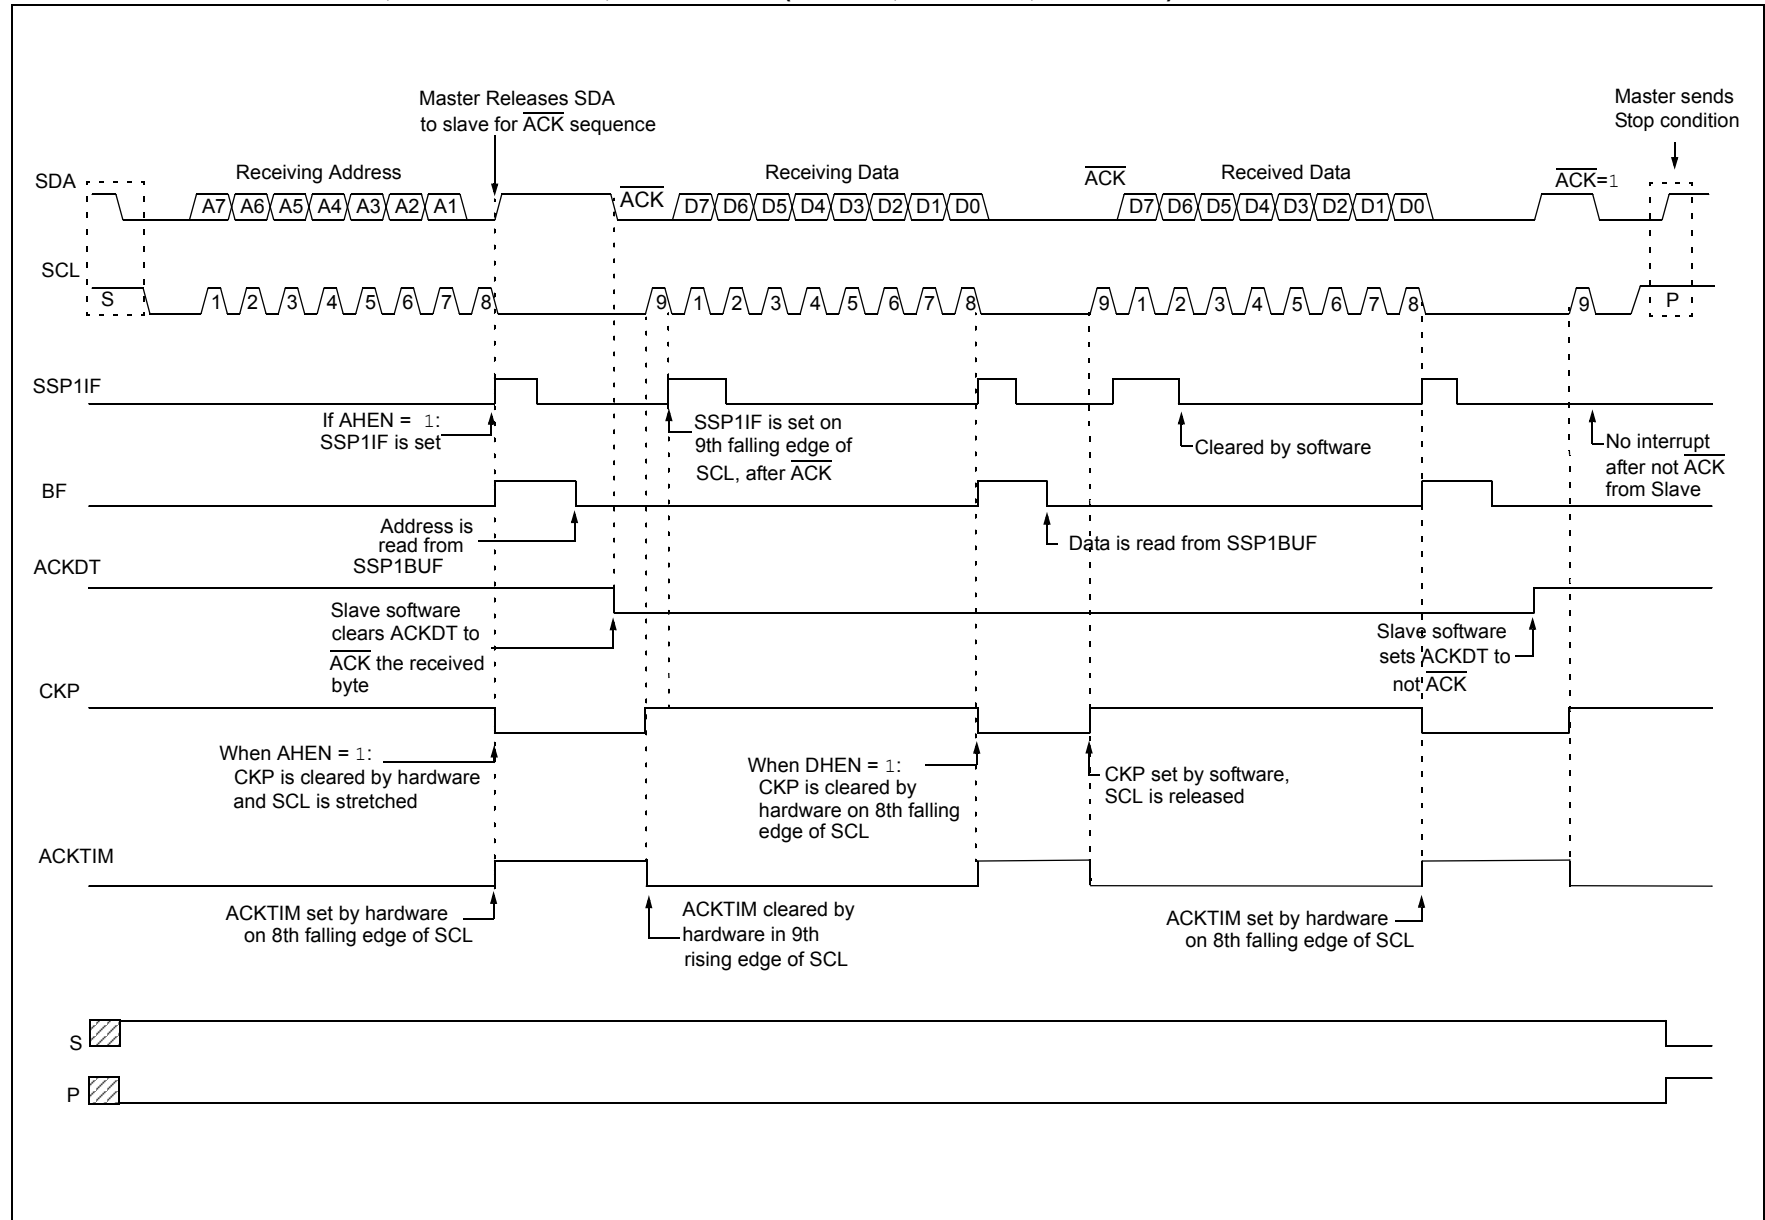 Master Releases SDA
to slave for ACK sequence
Master sends
Stop condition
SDA
Receiving Address
ACK
Receiving Data
ACK
Received Data
ACK=1
A7 A6 A5 A4 A3 A2 A1
D7 D6 D5 D4 D3 D2 D1 D0
D7 D6 D5 D4 D3 D2 D1 D0
SCL
S
1 2 3 4 5 6 7 8
9 1 2 3 4 5 6 7 8
9 1 2 3 4 5 6 7 8
9
P
SSP1IF
If AHEN = 1:
SSP1IF is set
SSP1IF is set on
9th falling edge of
SCL, after ACK
Cleared by software
No interrupt
after not ACK
from Slave
BF
Address is
read from
SSP1BUF
Data is read from SSP1BUF
ACKDT
Slave software
clears ACKDT to
ACK the received
byte
Slave software
sets ACKDT to
not ACK
CKP
When AHEN = 1:
CKP is cleared by hardware
and SCL is stretched
When DHEN = 1:
CKP is cleared by
hardware on 8th falling
edge of SCL
CKP set by software,
SCL is released
ACKTIM
ACKTIM set by hardware
on 8th falling edge of SCL
ACKTIM cleared by
hardware in 9th
rising edge of SCL
ACKTIM set by hardware
on 8th falling edge of SCL
S
P